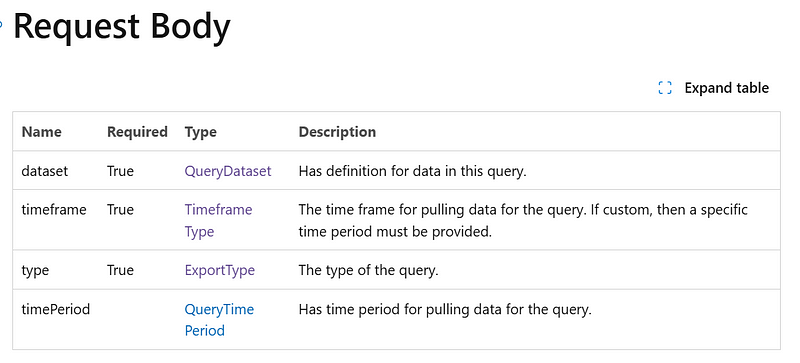 Request Body
Expand table
Name Required Type Description
dataset True QueryDataset Has definition for data in this query.
timeframe True Timeframe Type The time frame for pulling data for the query. If custom, then a specific time period must be provided.
type True ExportType The type of the query.
timePeriod QueryTime Period Has time period for pulling data for the query.